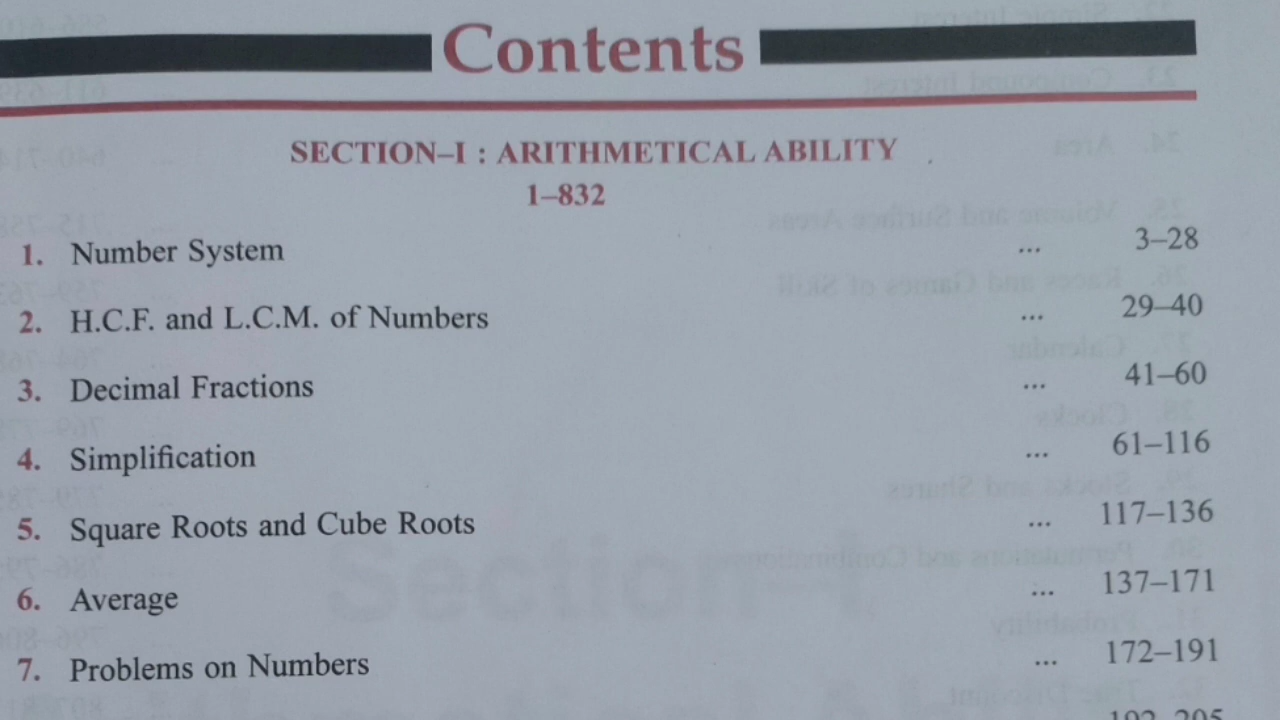 Contents
SECTION–I : ARITHMETICAL ABILITY
1–832
1. Number System ... 3–28
2. H.C.F. and L.C.M. of Numbers ... 29–40
3. Decimal Fractions ... 41–60
4. Simplification ... 61–116
5. Square Roots and Cube Roots ... 117–136
6. Average ... 137–171
7. Problems on Numbers ... 172–191
192–205